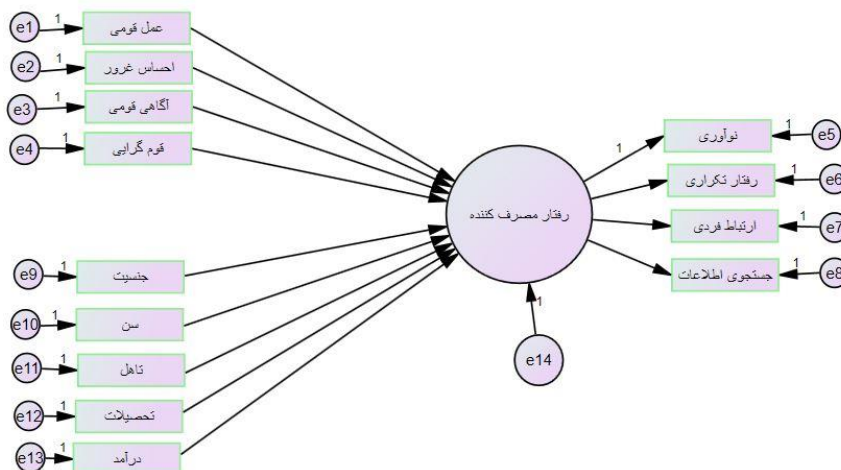 e1 1 عمل قومی
e2 1 احساس غرور
e3 1 آگاهی قومی
e4 1 قوم گرایی
رفتار مصرف کننده
1 نوآوری 1 e5
رفتار تکراری 1 e6
ارتباط فردی 1 e7
جستجوی اطلاعات 1 e8
e9 1 جنسیت
e10 1 سن
e11 1 تاهل
e12 1 تحصیلات
e13 1 درآمد
1
e14